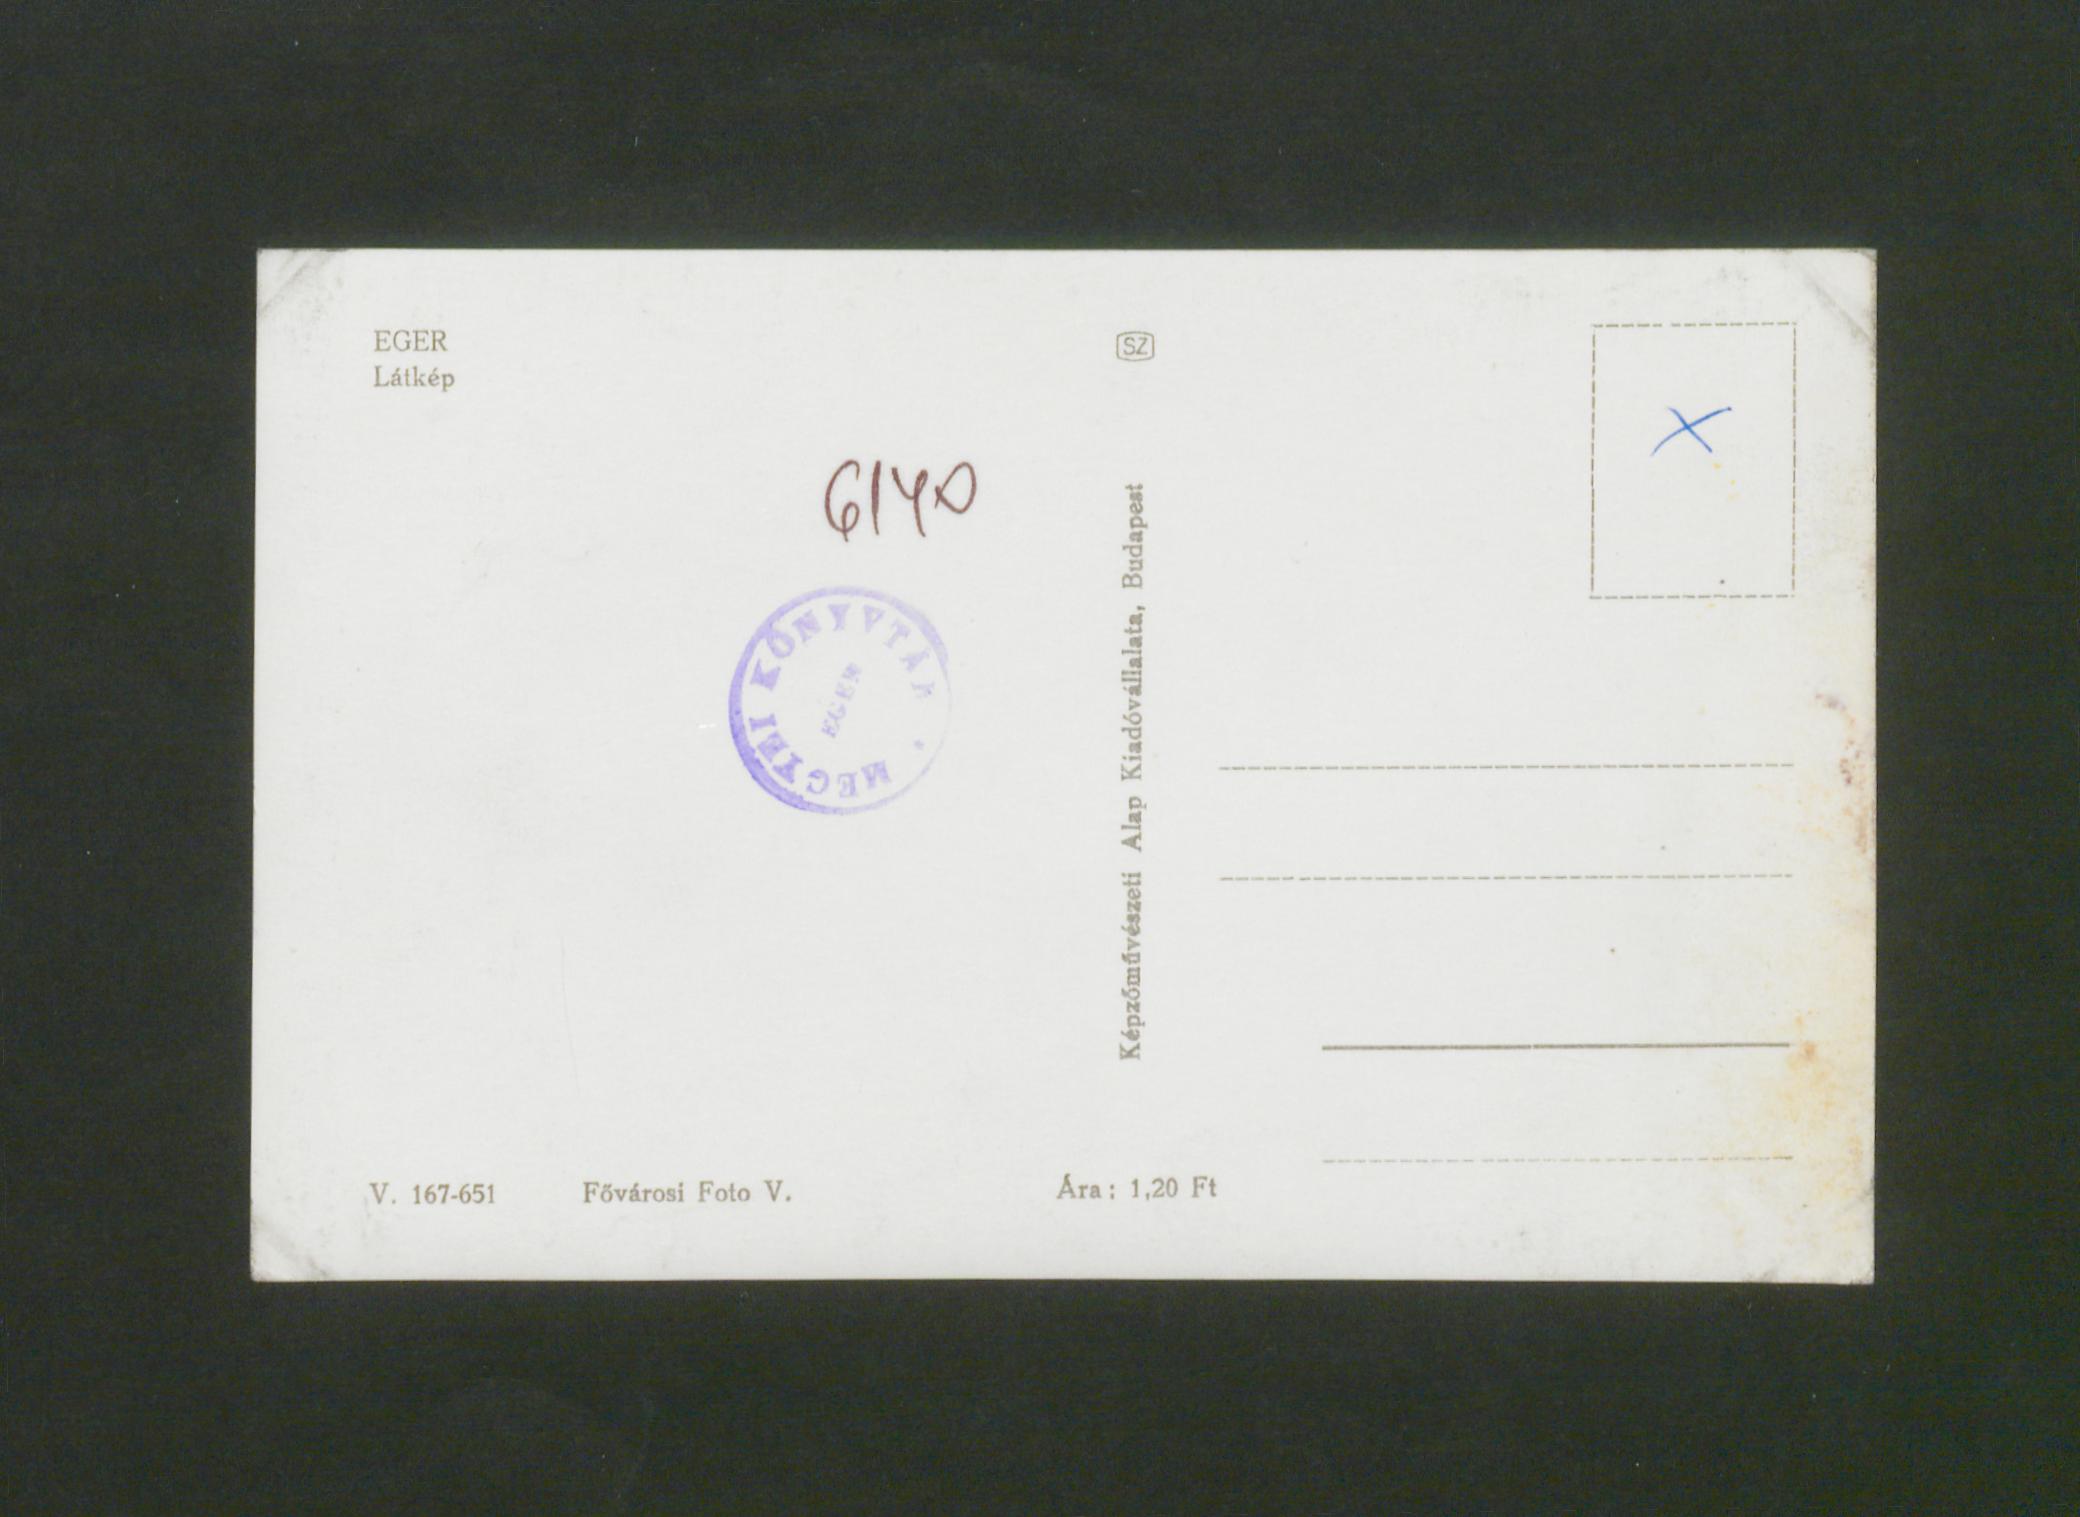 EGER
Látkép
SZ
6140
MEGYEI KÖNYVTÁR *
EGER
Képzőművészeti Alap Kiadóvállalata, Budapest
X
V. 167-651 Fővárosi Foto V. Ára: 1,20 Ft